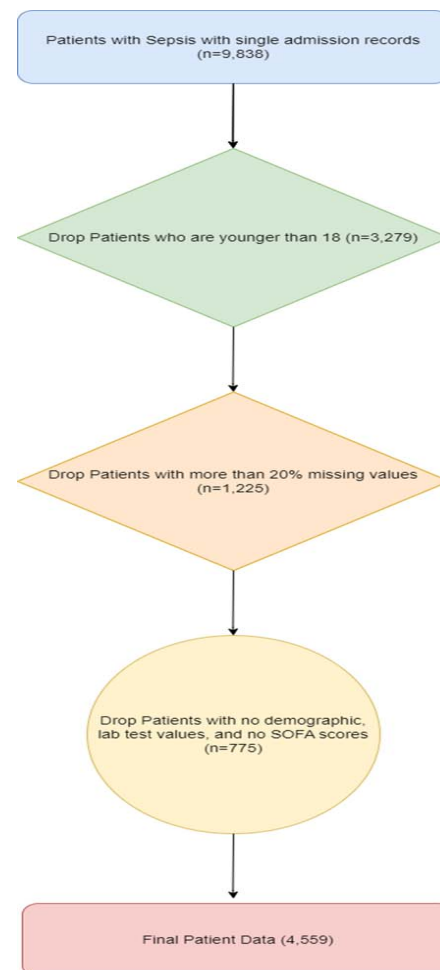 Patients with Sepsis with single admission records
(n=9,838)
Drop Patients who are younger than 18 (n=3,279)
Drop Patients with more than 20% missing values
(n=1,225)
Drop Patients with no demographic,
lab test values, and no SOFA scores
(n=775)
Final Patient Data (4,559)